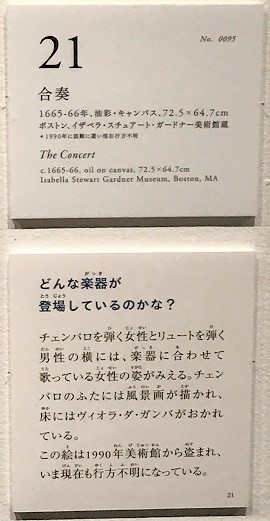 21
No. 0095
合奏
1665-66年、油彩・キャンバス、72.5×64.7cm
ボストン、イザベラ・スチュアート・ガードナー美術館蔵
*1990年に盗難に遭い現在行方不明
The Concert
c.1665-66, oil on canvas, 72.5×64.7cm
Isabella Stewart Gardner Museum, Boston, MA
どんな楽器が
登場しているのかな？
チェンバロを弾く女性とリュートを弾く
男性の横には、楽器に合わせて
歌っている女性の姿がみえる。チェン
バロのふたには風景画が描かれ、
床にはヴィオラ・ダ・ガンバがおかれ
ている。
この絵は1990年美術館から盗まれ、
いま現在も行方不明になっている。
21